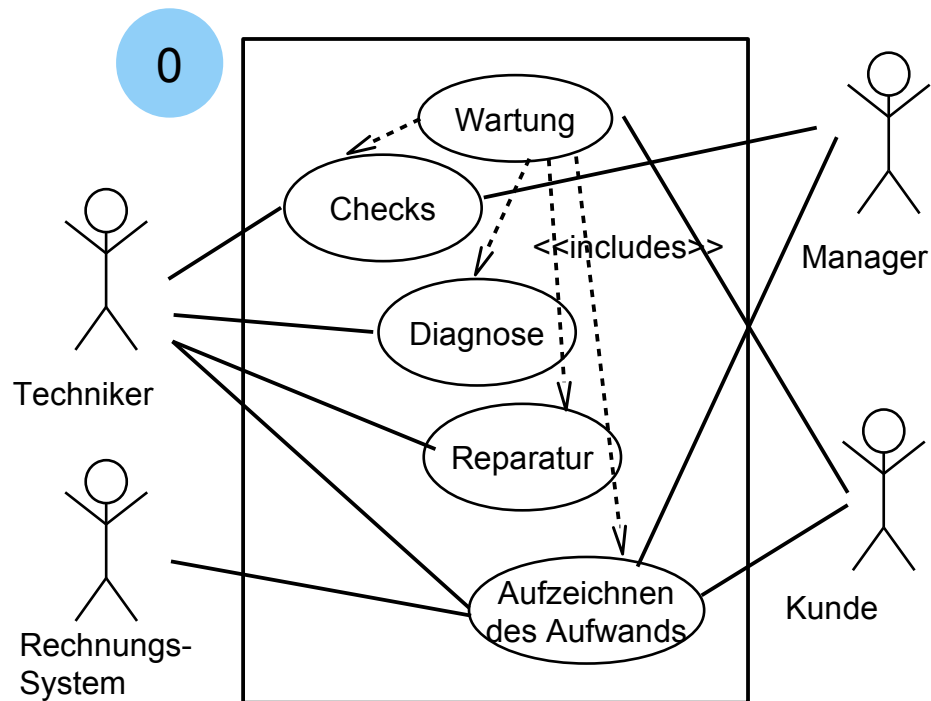 0
Wartung
Checks
<<includes>>
Manager
Diagnose
Techniker
Reparatur
Aufzeichnen
des Aufwands
Kunde
Rechnungs-
System